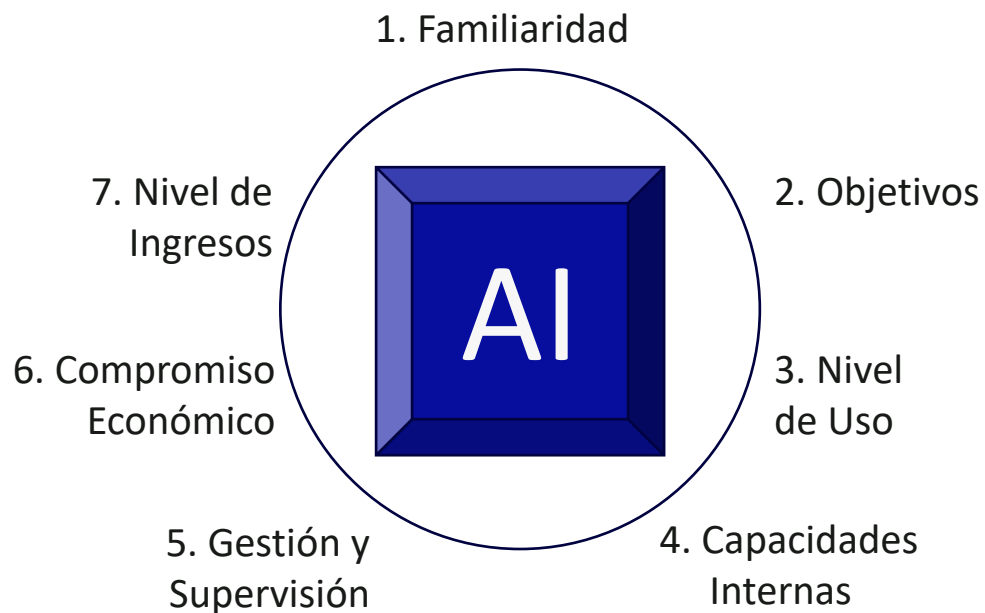 1. Familiaridad
7. Nivel de
Ingresos
2. Objetivos
AI
6. Compromiso
Económico
3. Nivel
de Uso
5. Gestión y
Supervisión
4. Capacidades
Internas